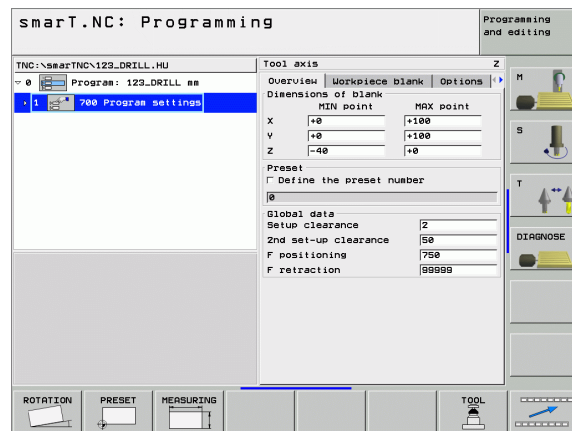 smarT.NC: Programming
Programming and editing
TNC:\smarTNC\123_DRILL.HU
0 Program: 123_DRILL mm
1 700 Program settings
Tool axis Z
Overview Workpiece blank Options
Dimensions of blank
MIN point MAX point
X +0 +100
Y +0 +100
Z -40 +0
Preset
Define the preset number
0
Global data
Setup clearance 2
2nd set-up clearance 50
F positioning 750
F retraction 99999
M
S
T
DIAGNOSE
ROTATION PRESET MEASURING TOOL